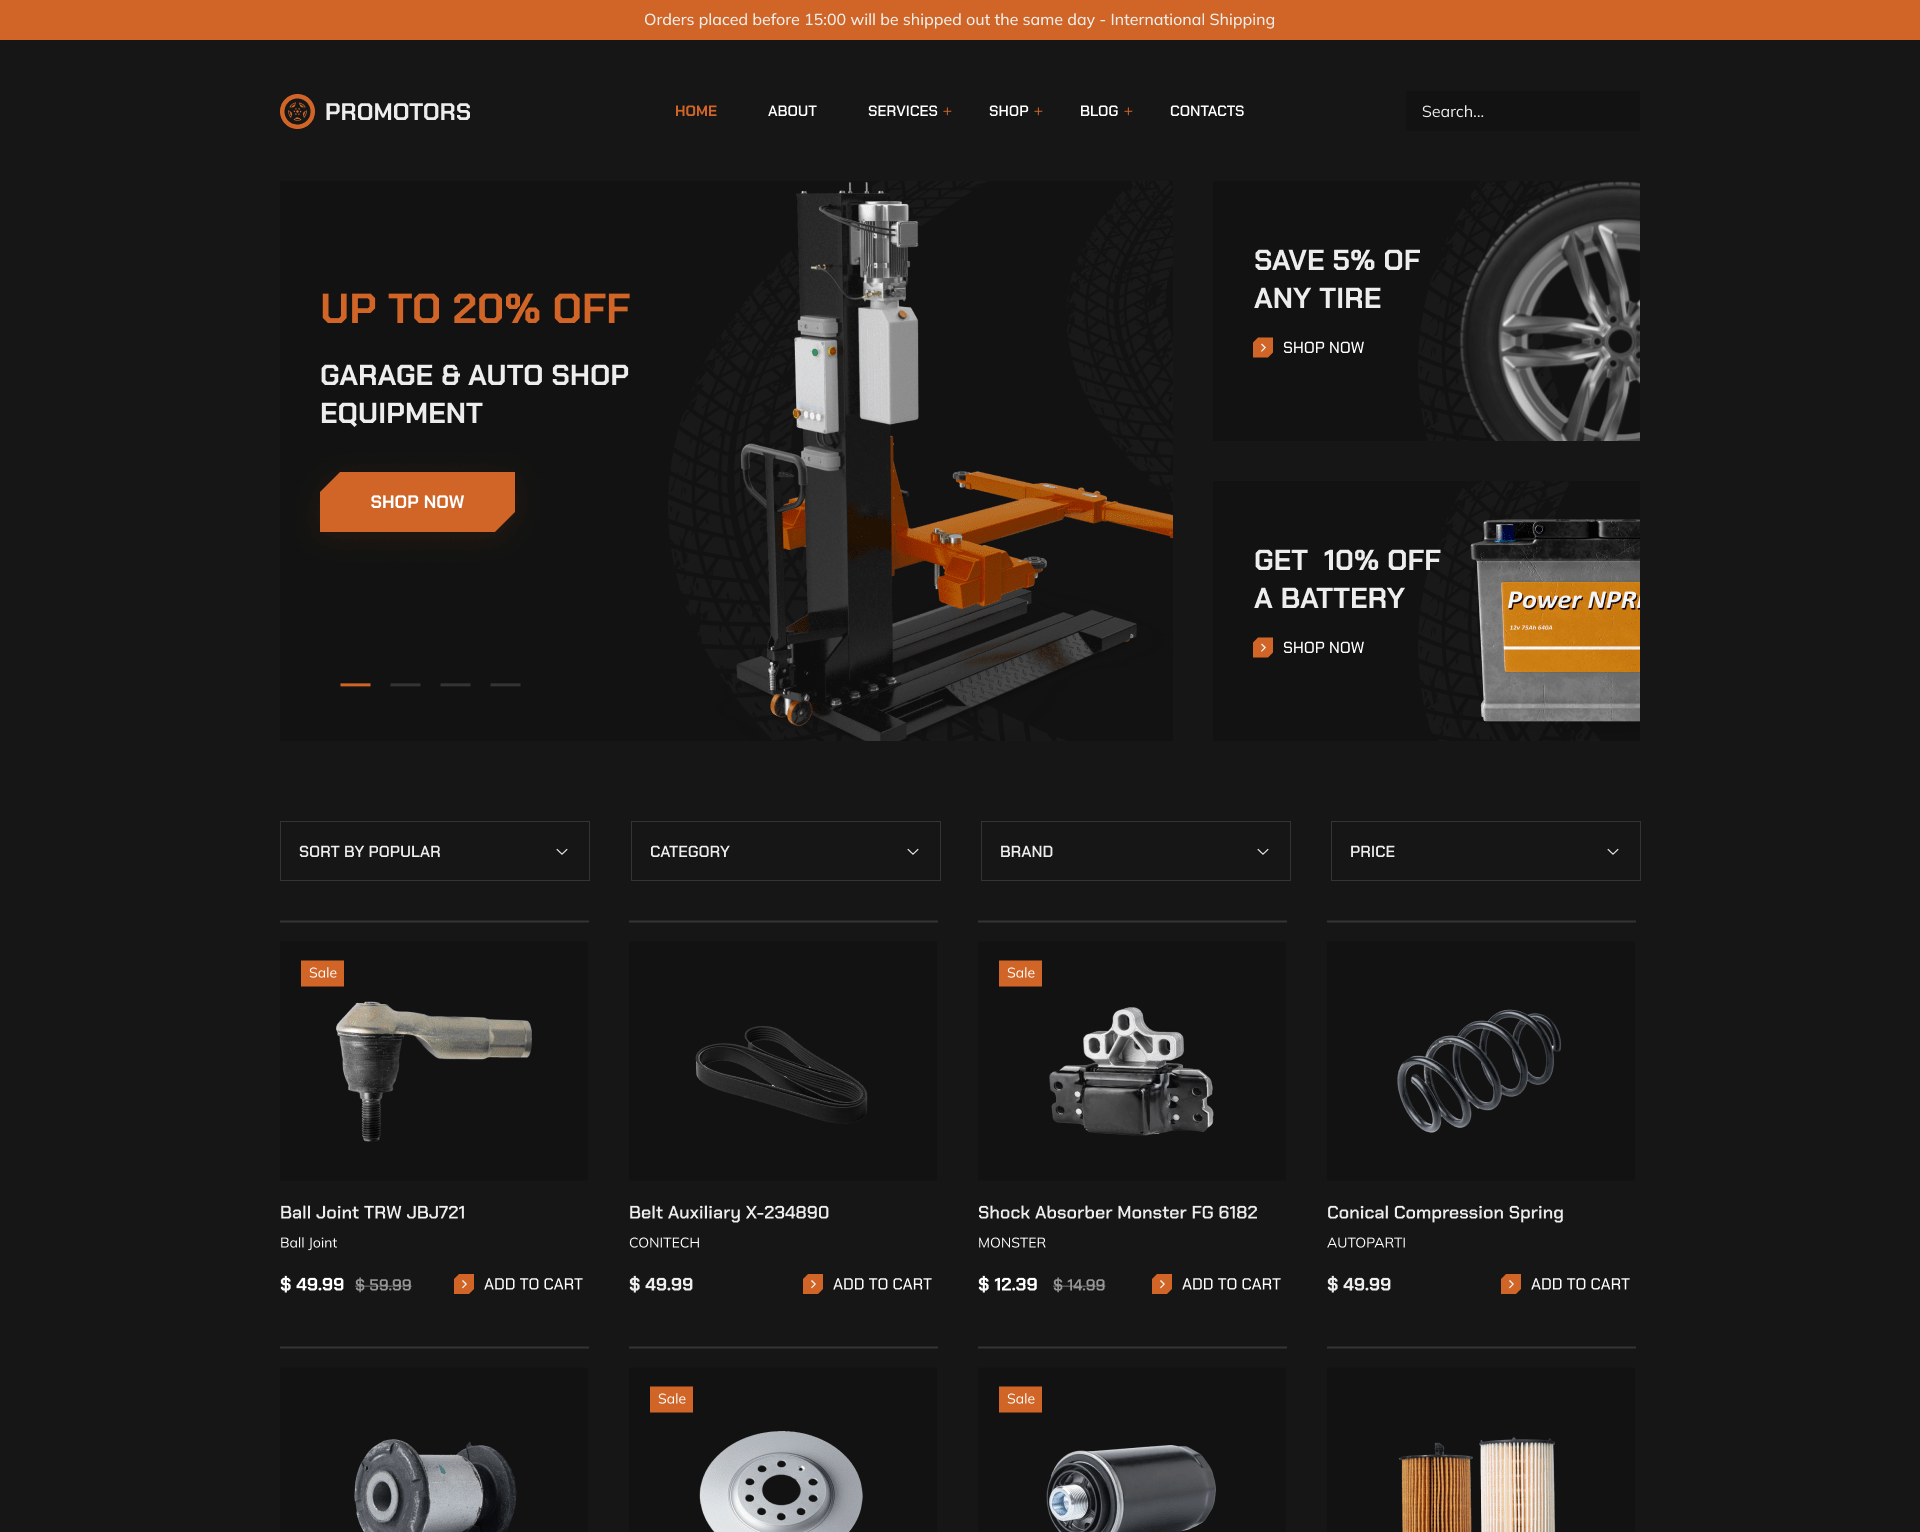 Orders placed before 15:00 will be shipped out the same day - International Shipping
PROMOTORS
HOME ABOUT SERVICES + SHOP + BLOG + CONTACTS
Search...
UP TO 20% OFF
GARAGE & AUTO SHOP
EQUIPMENT
SHOP NOW
SAVE 5% OF
ANY TIRE
SHOP NOW
GET 10% OFF
A BATTERY
SHOP NOW
Power NPR
12v 75Ah 640A
SORT BY POPULAR
CATEGORY
BRAND
PRICE
Sale
Ball Joint TRW JBJ721
Ball Joint
$ 49.99 $ 59.99 ADD TO CART
Belt Auxiliary X-234890
CONITECH
$ 49.99 ADD TO CART
Sale
Shock Absorber Monster FG 6182
MONSTER
$ 12.39 $ 14.99 ADD TO CART
Conical Compression Spring
AUTOPARTI
$ 49.99 ADD TO CART
Sale
Sale